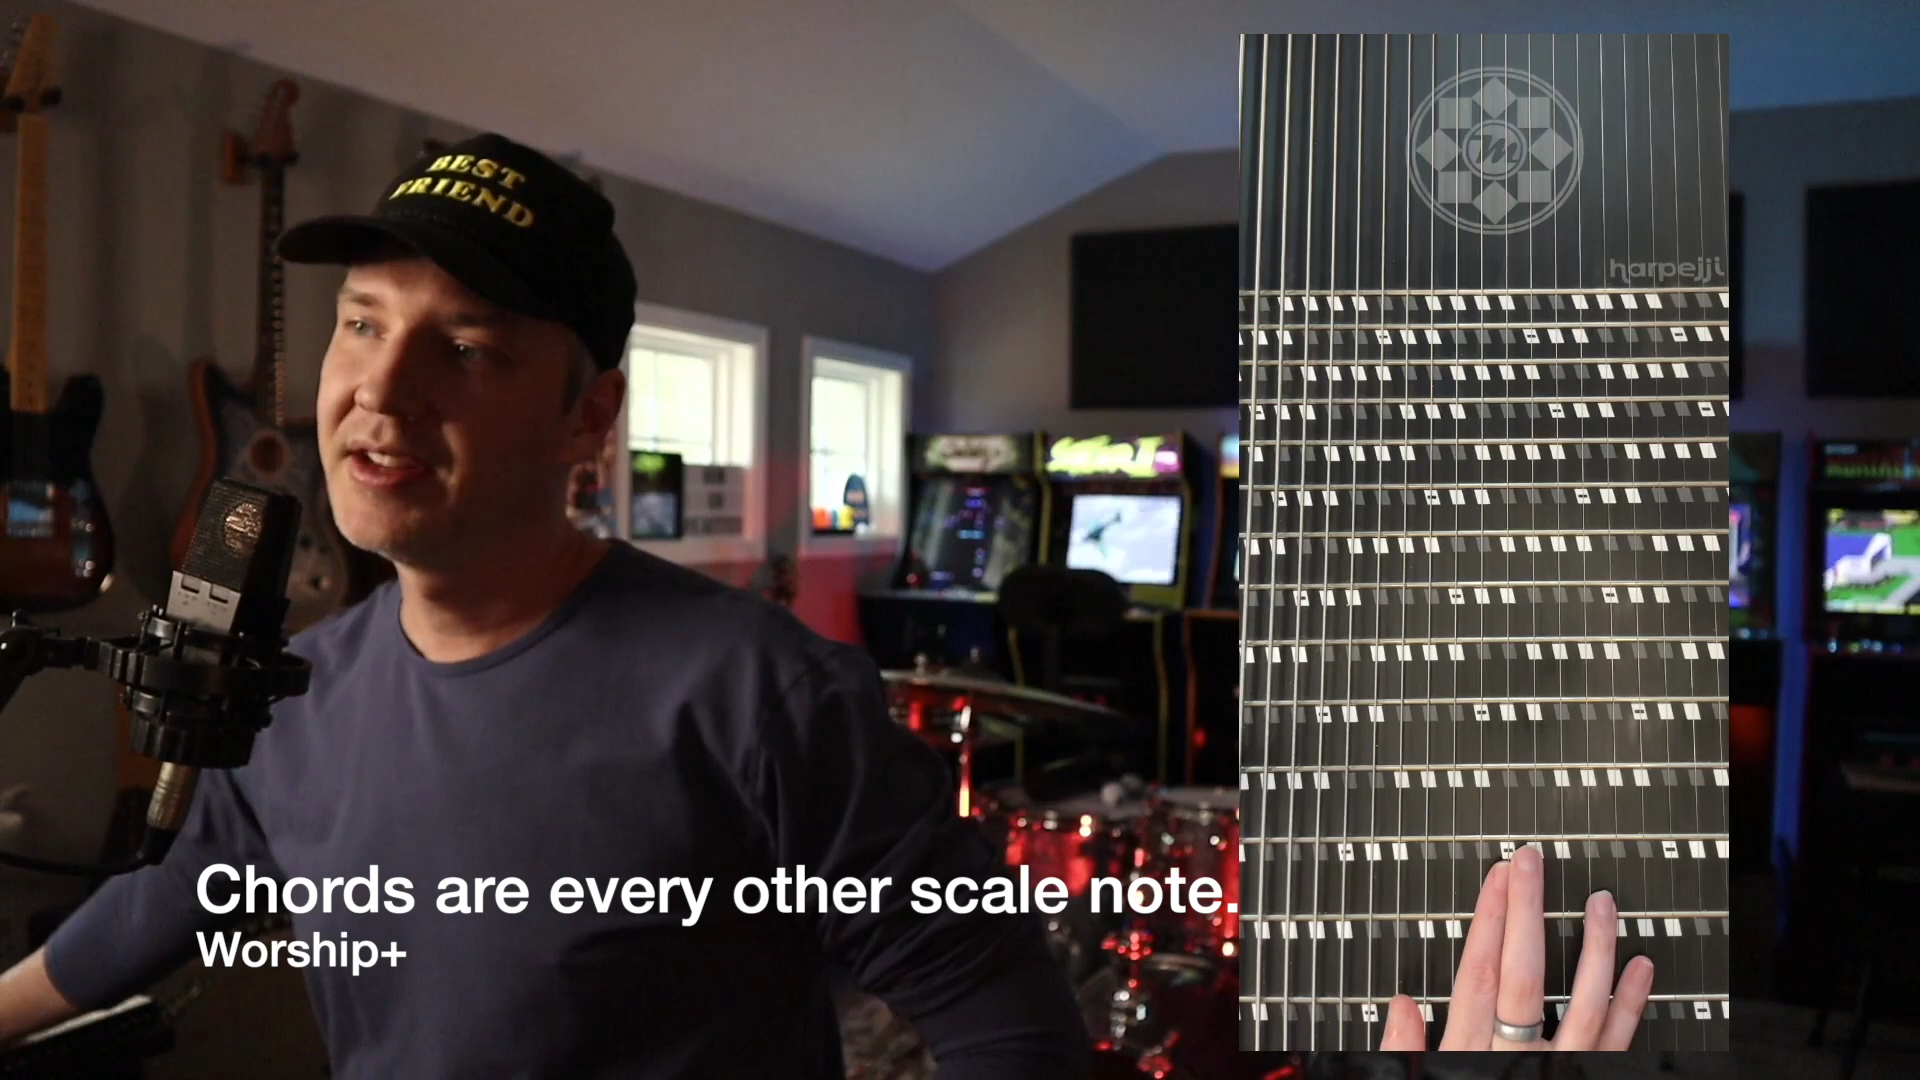 BEST
FRIEND
harpejji
Chords are every other scale note.
Worship+